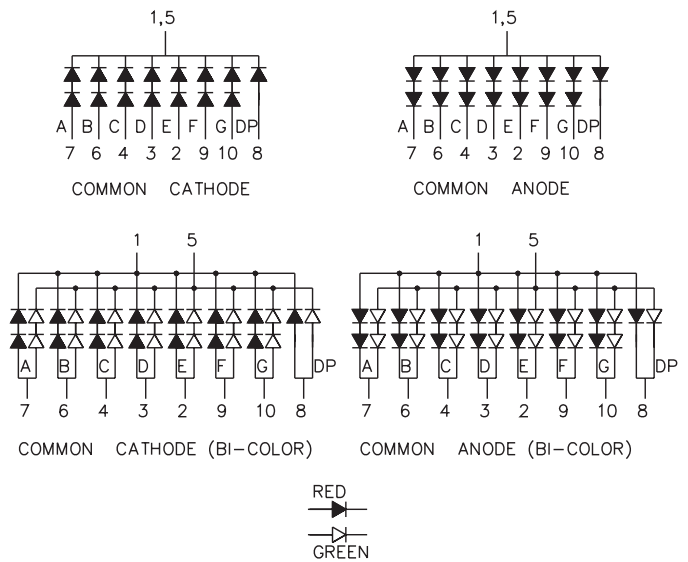 1,5
1,5
A B C D E F G DP
A B C D E F G DP
7 6 4 3 2 9 10 8
7 6 4 3 2 9 10 8
COMMON CATHODE
COMMON ANODE
1 5
1 5
A B C D E F G DP
A B C D E F G DP
7 6 4 3 2 9 10 8
7 6 4 3 2 9 10 8
COMMON CATHODE (BI-COLOR)
COMMON ANODE (BI-COLOR)
RED
GREEN